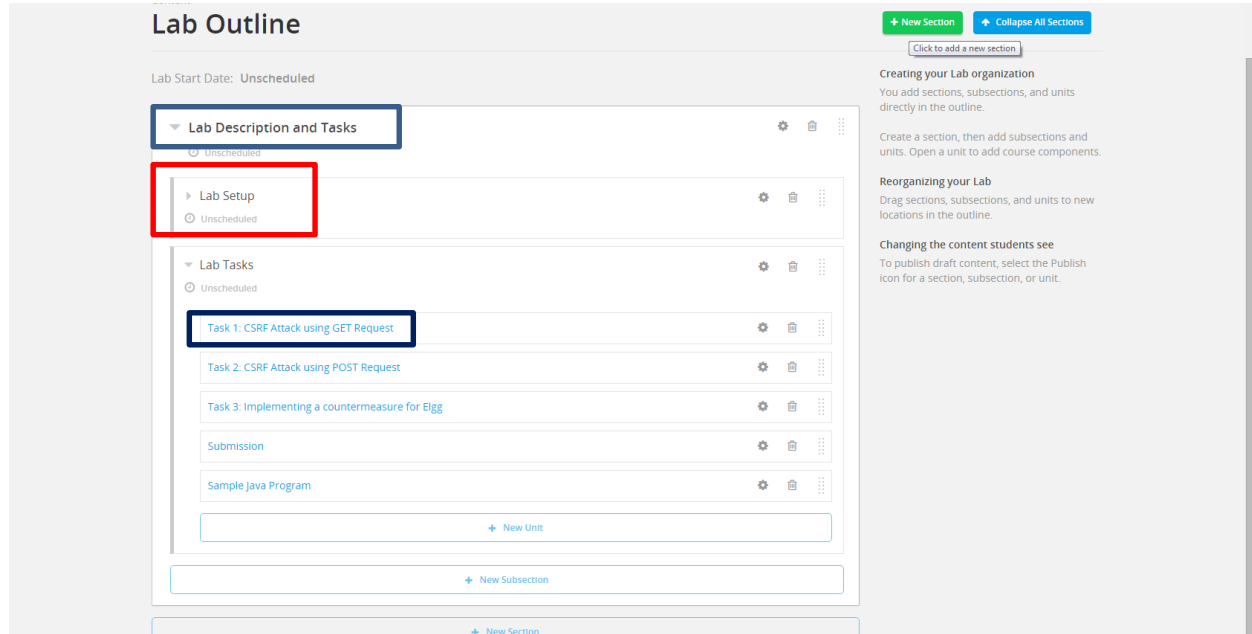 Lab Outline
+ New Section
Collapse All Sections
Click to add a new section
Lab Start Date: Unscheduled
Lab Description and Tasks
Unscheduled
Lab Setup
Unscheduled
Lab Tasks
Unscheduled
Task 1: CSRF Attack using GET Request
Task 2: CSRF Attack using POST Request
Task 3: Implementing a countermeasure for Elgg
Submission
Sample Java Program
+ New Unit
+ New Subsection
+ New Section
Creating your Lab organization
You add sections, subsections, and units
directly in the outline.
Create a section, then add subsections and
units. Open a unit to add course components.
Reorganizing your Lab
Drag sections, subsections, and units to new
locations in the outline.
Changing the content students see
To publish draft content, select the Publish
icon for a section, subsection, or unit.